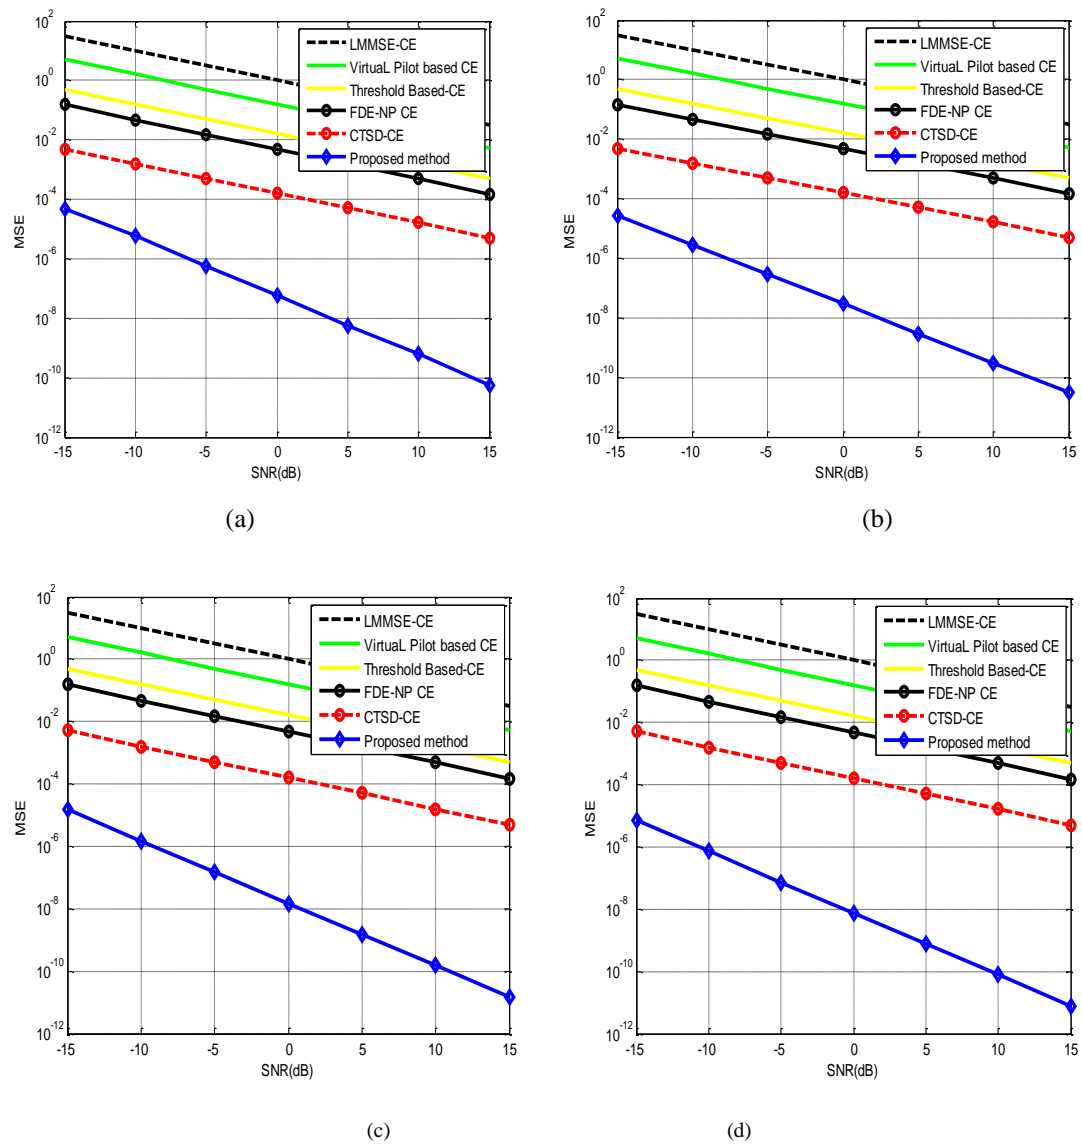 10^2
10^0
10^-2
10^-4
10^-6
10^-8
10^-10
10^-12
MSE
-15 -10 -5 0 5 10 15
SNR(dB)
LMMSE-CE
VirtuaL Pilot based CE
Threshold Based-CE
FDE-NP CE
CTSD-CE
Proposed method
(a)
10^2
10^0
10^-2
10^-4
10^-6
10^-8
10^-10
10^-12
MSE
-15 -10 -5 0 5 10 15
SNR(dB)
LMMSE-CE
VirtuaL Pilot based CE
Threshold Based-CE
FDE-NP CE
CTSD-CE
Proposed method
(b)
10^2
10^0
10^-2
10^-4
10^-6
10^-8
10^-10
10^-12
MSE
-15 -10 -5 0 5 10 15
SNR(dB)
LMMSE-CE
VirtuaL Pilot based CE
Threshold Based-CE
FDE-NP CE
CTSD-CE
Proposed method
(c)
10^2
10^0
10^-2
10^-4
10^-6
10^-8
10^-10
10^-12
MSE
-15 -10 -5 0 5 10 15
SNR(dB)
LMMSE-CE
VirtuaL Pilot based CE
Threshold Based-CE
FDE-NP CE
CTSD-CE
Proposed method
(d)